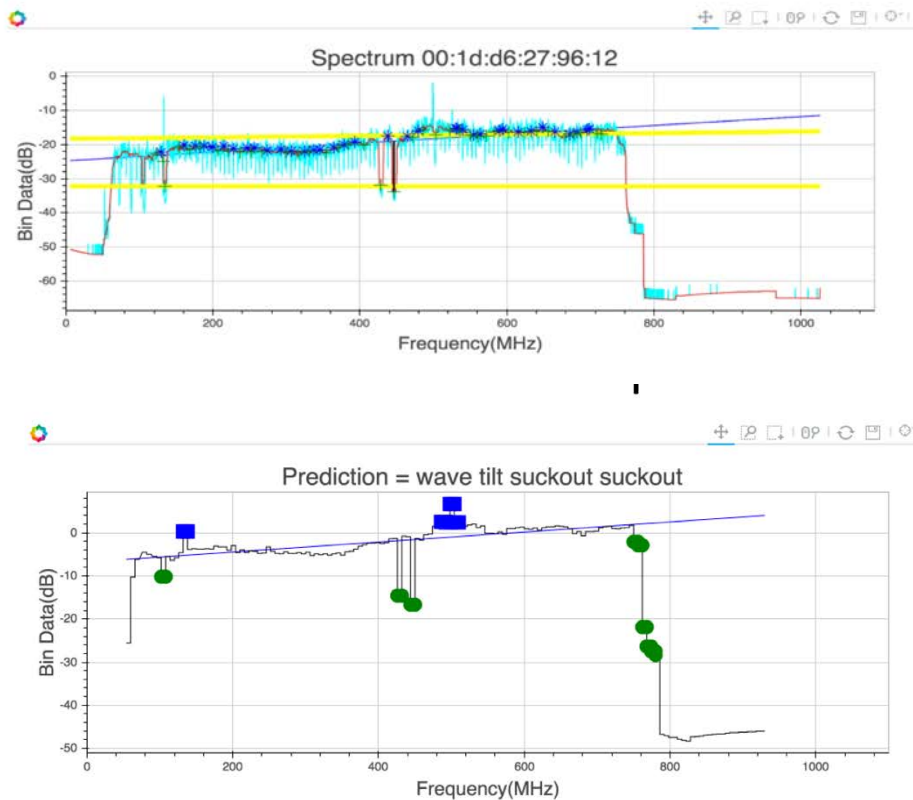 Spectrum 00:1d:d6:27:96:12
0
-10
-20
-30
-40
-50
-60
Bin Data(dB)
0 200 400 600 800 1000
Frequency(MHz)
Prediction = wave tilt suckout suckout
0
-10
-20
-30
-40
-50
Bin Data(dB)
0 200 400 600 800 1000
Frequency(MHz)